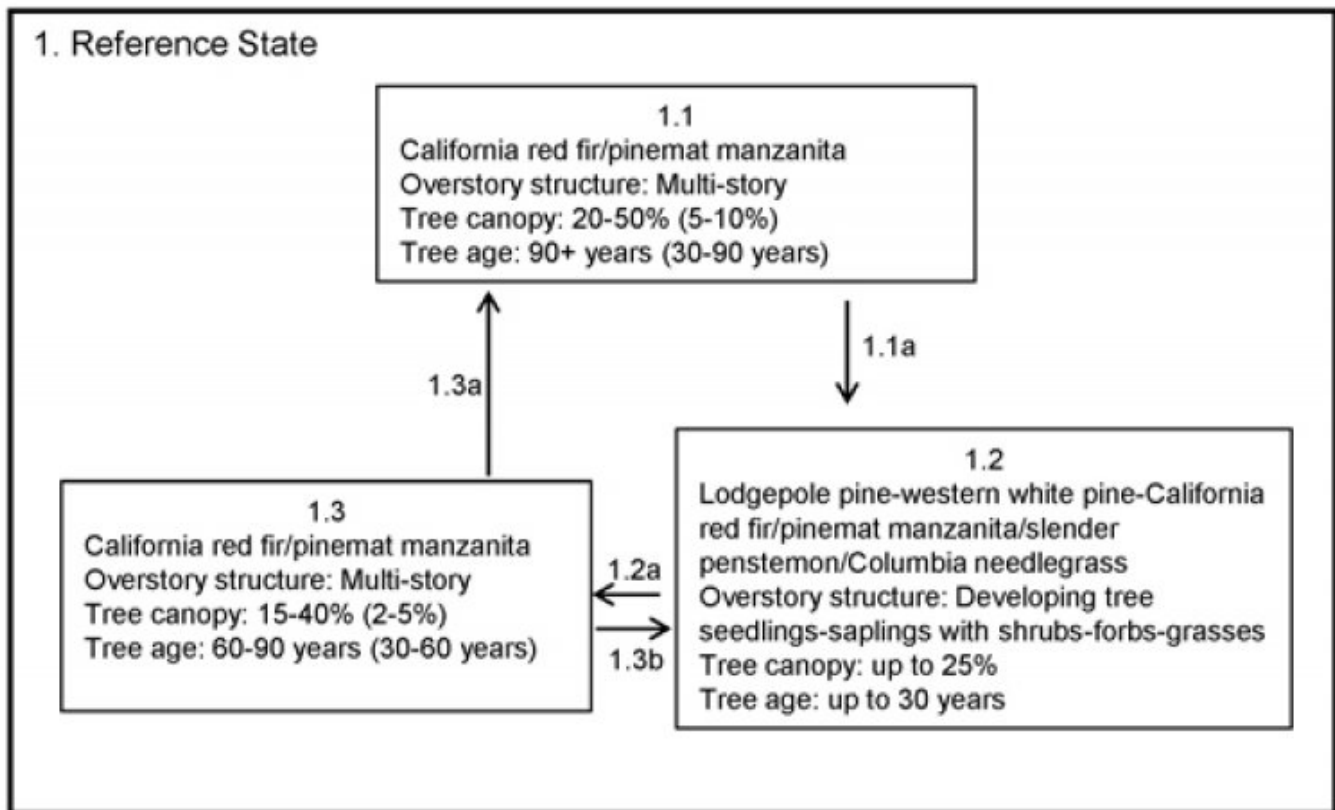 1. Reference State
1.1
California red fir/pinemat manzanita
Overstory structure: Multi-story
Tree canopy: 20-50% (5-10%)
Tree age: 90+ years (30-90 years)
1.1a
1.3a
1.2
Lodgepole pine-western white pine-California
red fir/pinemat manzanita/slender
penstemon/Columbia needlegrass
Overstory structure: Developing tree
seedlings-saplings with shrubs-forbs-grasses
Tree canopy: up to 25%
Tree age: up to 30 years
1.3
California red fir/pinemat manzanita
Overstory structure: Multi-story
Tree canopy: 15-40% (2-5%)
Tree age: 60-90 years (30-60 years)
1.2a
1.3b